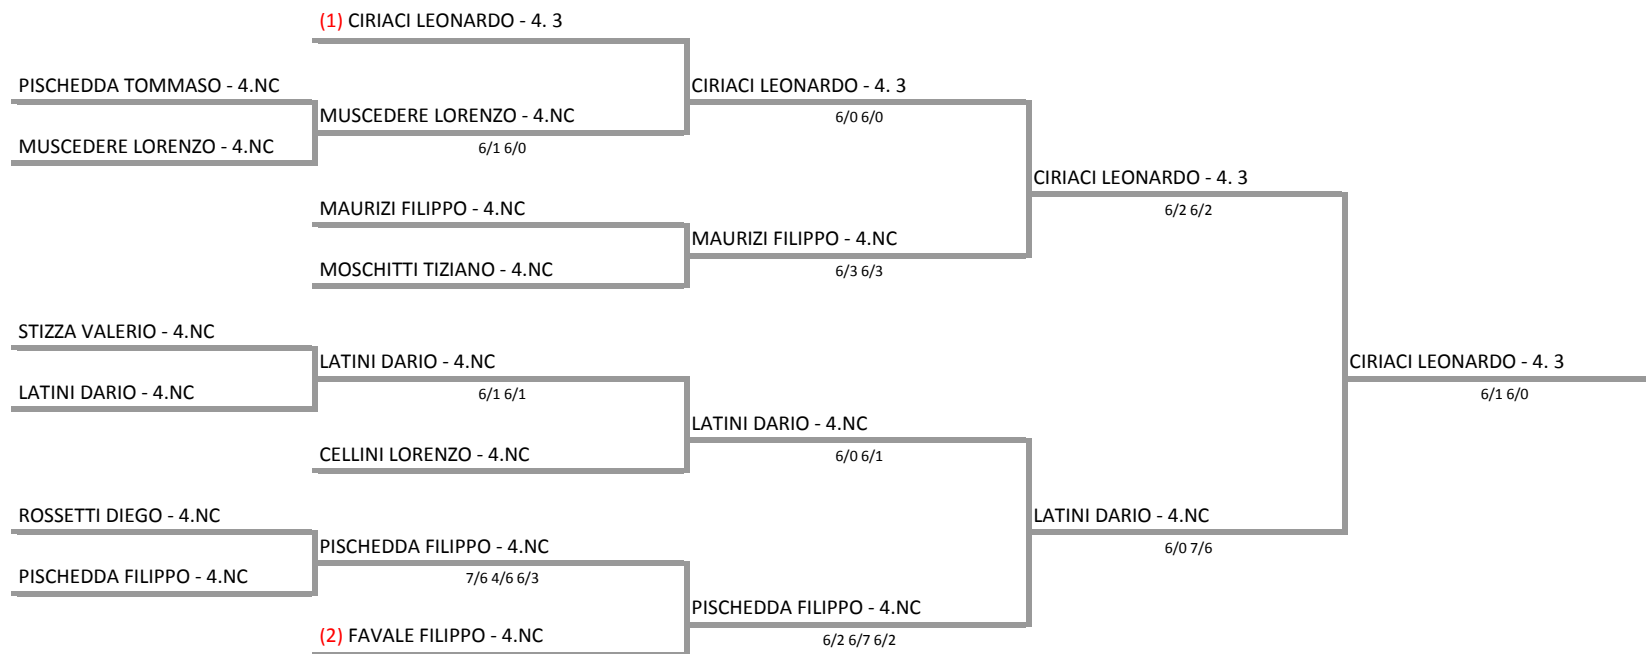 (1) CIRIACI LEONARDO - 4. 3
PISCHEDDA TOMMASO - 4.NC
CIRIACI LEONARDO - 4. 3
MUSCEDERE LORENZO - 4.NC
6/0 6/0
MUSCEDERE LORENZO - 4.NC
6/1 6/0
CIRIACI LEONARDO - 4. 3
MAURIZI FILIPPO - 4.NC
6/2 6/2
MAURIZI FILIPPO - 4.NC
MOSCHITTI TIZIANO - 4.NC
6/3 6/3
STIZZA VALERIO - 4.NC
LATINI DARIO - 4.NC
CIRIACI LEONARDO - 4. 3
LATINI DARIO - 4.NC
6/1 6/1
6/1 6/0
LATINI DARIO - 4.NC
CELLINI LORENZO - 4.NC
6/0 6/1
ROSSETTI DIEGO - 4.NC
LATINI DARIO - 4.NC
PISCHEDDA FILIPPO - 4.NC
6/0 7/6
PISCHEDDA FILIPPO - 4.NC
7/6 4/6 6/3
PISCHEDDA FILIPPO - 4.NC
(2) FAVALE FILIPPO - 4.NC
6/2 6/7 6/2